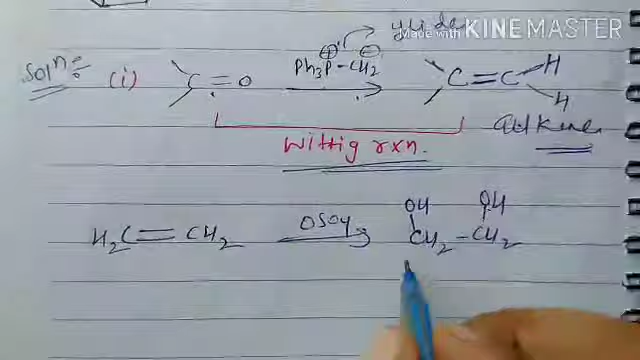 ylide
Made with KINEMASTER
Solⁿ:- (i) C=O Ph3P⊕-CH2⊖ C=C H H
alkene
Wittig rxn.
H2C=CH2 OsO4 OH OH CH2-CH2